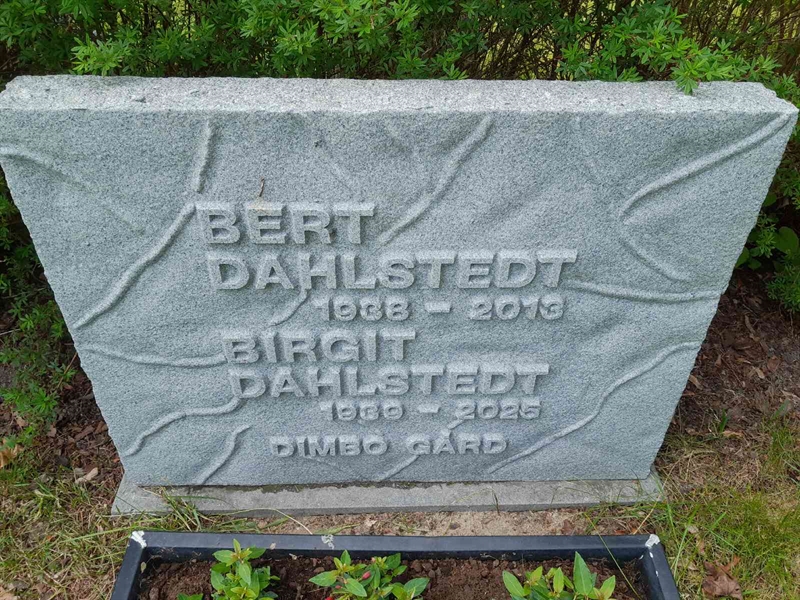 BERT
DAHLSTEDT
1938 - 2013
BIRGIT
DAHLSTEDT
1939 - 2025
DIMBO GÅRD